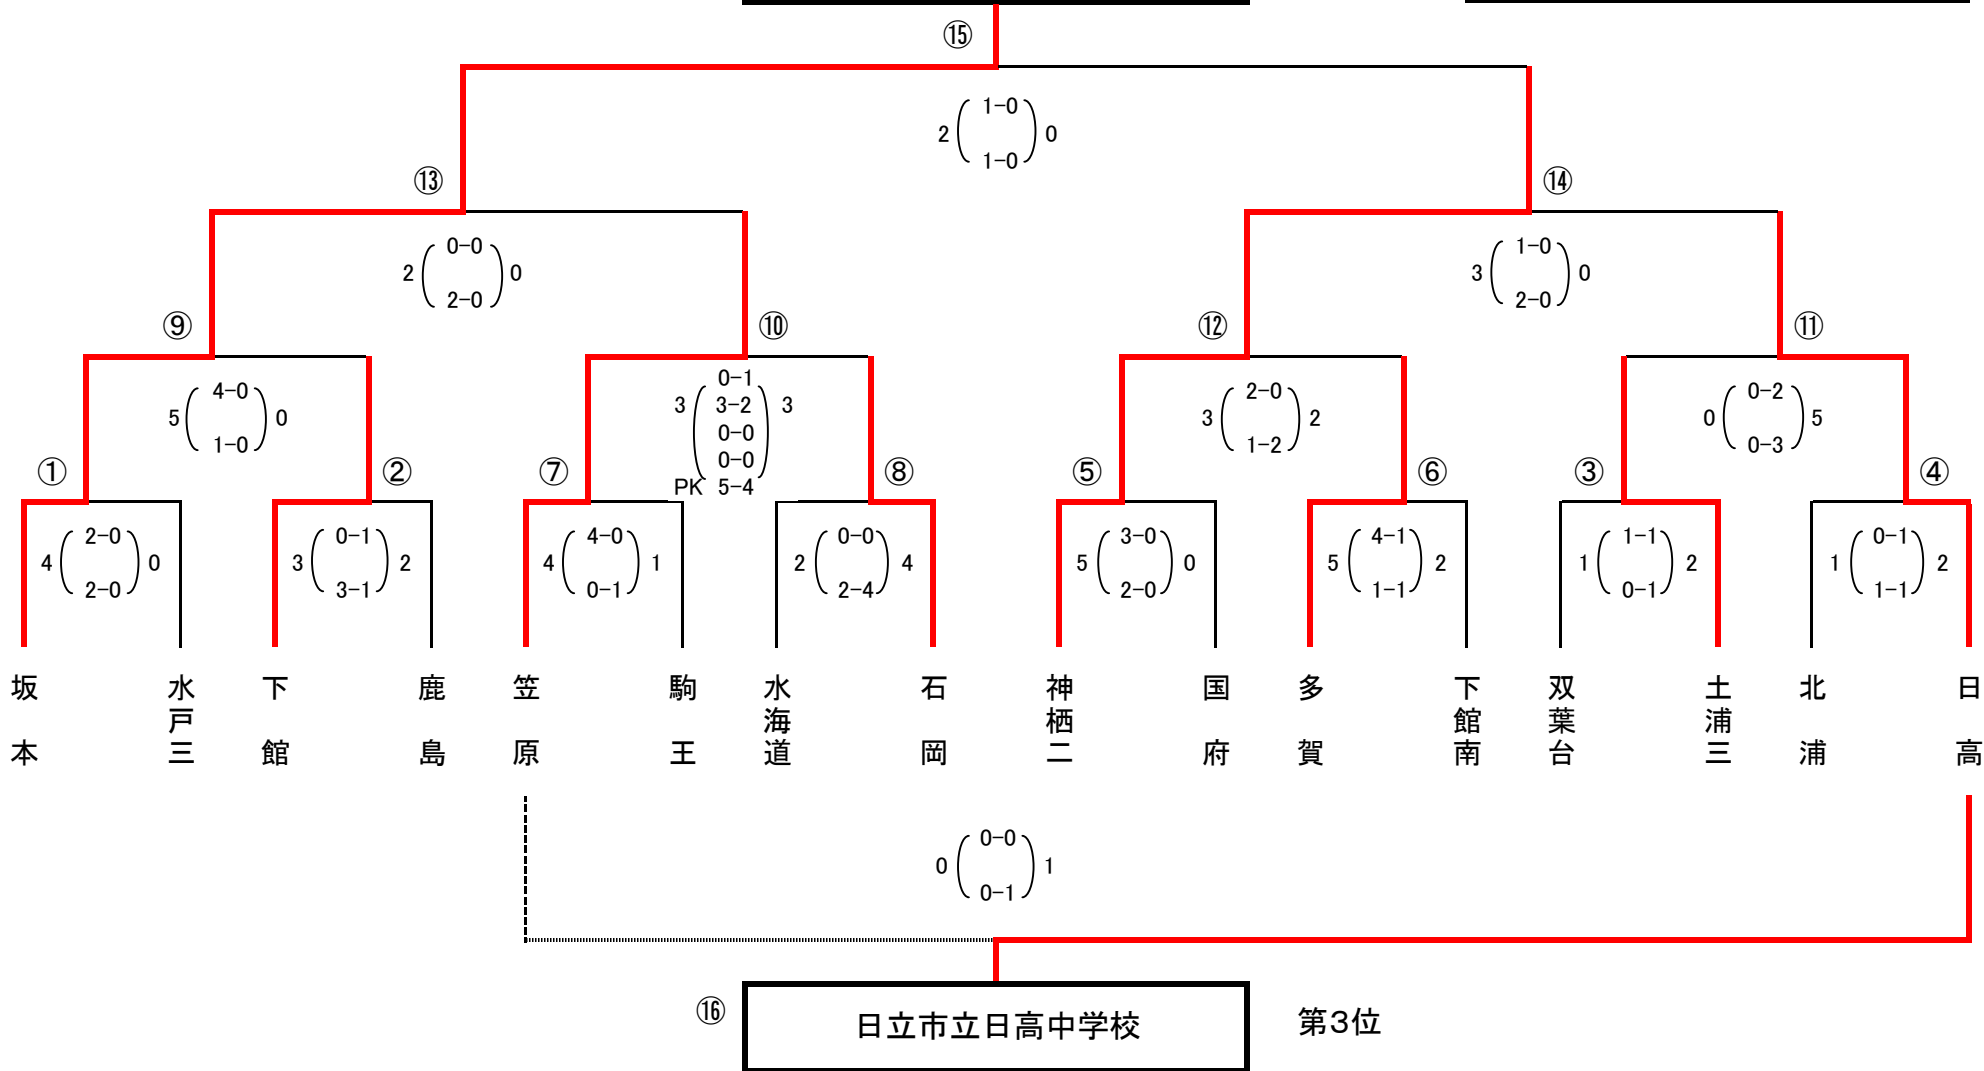 ⑮
1-0
2 0
1-0
⑬ ⑭
0-0 1-0
2 0 3 0
2-0 2-0
⑨ ⑩ ⑫ ⑪
0-1
4-0 3-2 2-0 0-2
5 0 3 3 3 2 0 5
0-0
1-0 0-0 1-2 0-3
① ② ⑦ PK 5-4 ⑧ ⑤ ⑥ ③ ④
2-0 0-1 4-0 0-0 3-0 4-1 1-1 0-1
4 0 3 2 4 1 2 4 5 0 5 2 1 2 1 2
2-0 3-1 0-1 2-4 2-0 1-1 0-1 1-1
坂本
水戸三
下館
鹿島
笠原
駒王
水海道
石岡
神栖二
国府
多賀
下館南
双葉台
土浦三
北浦
日高
0-0
0 1
0-1
⑯ 日立市立日高中学校 第3位